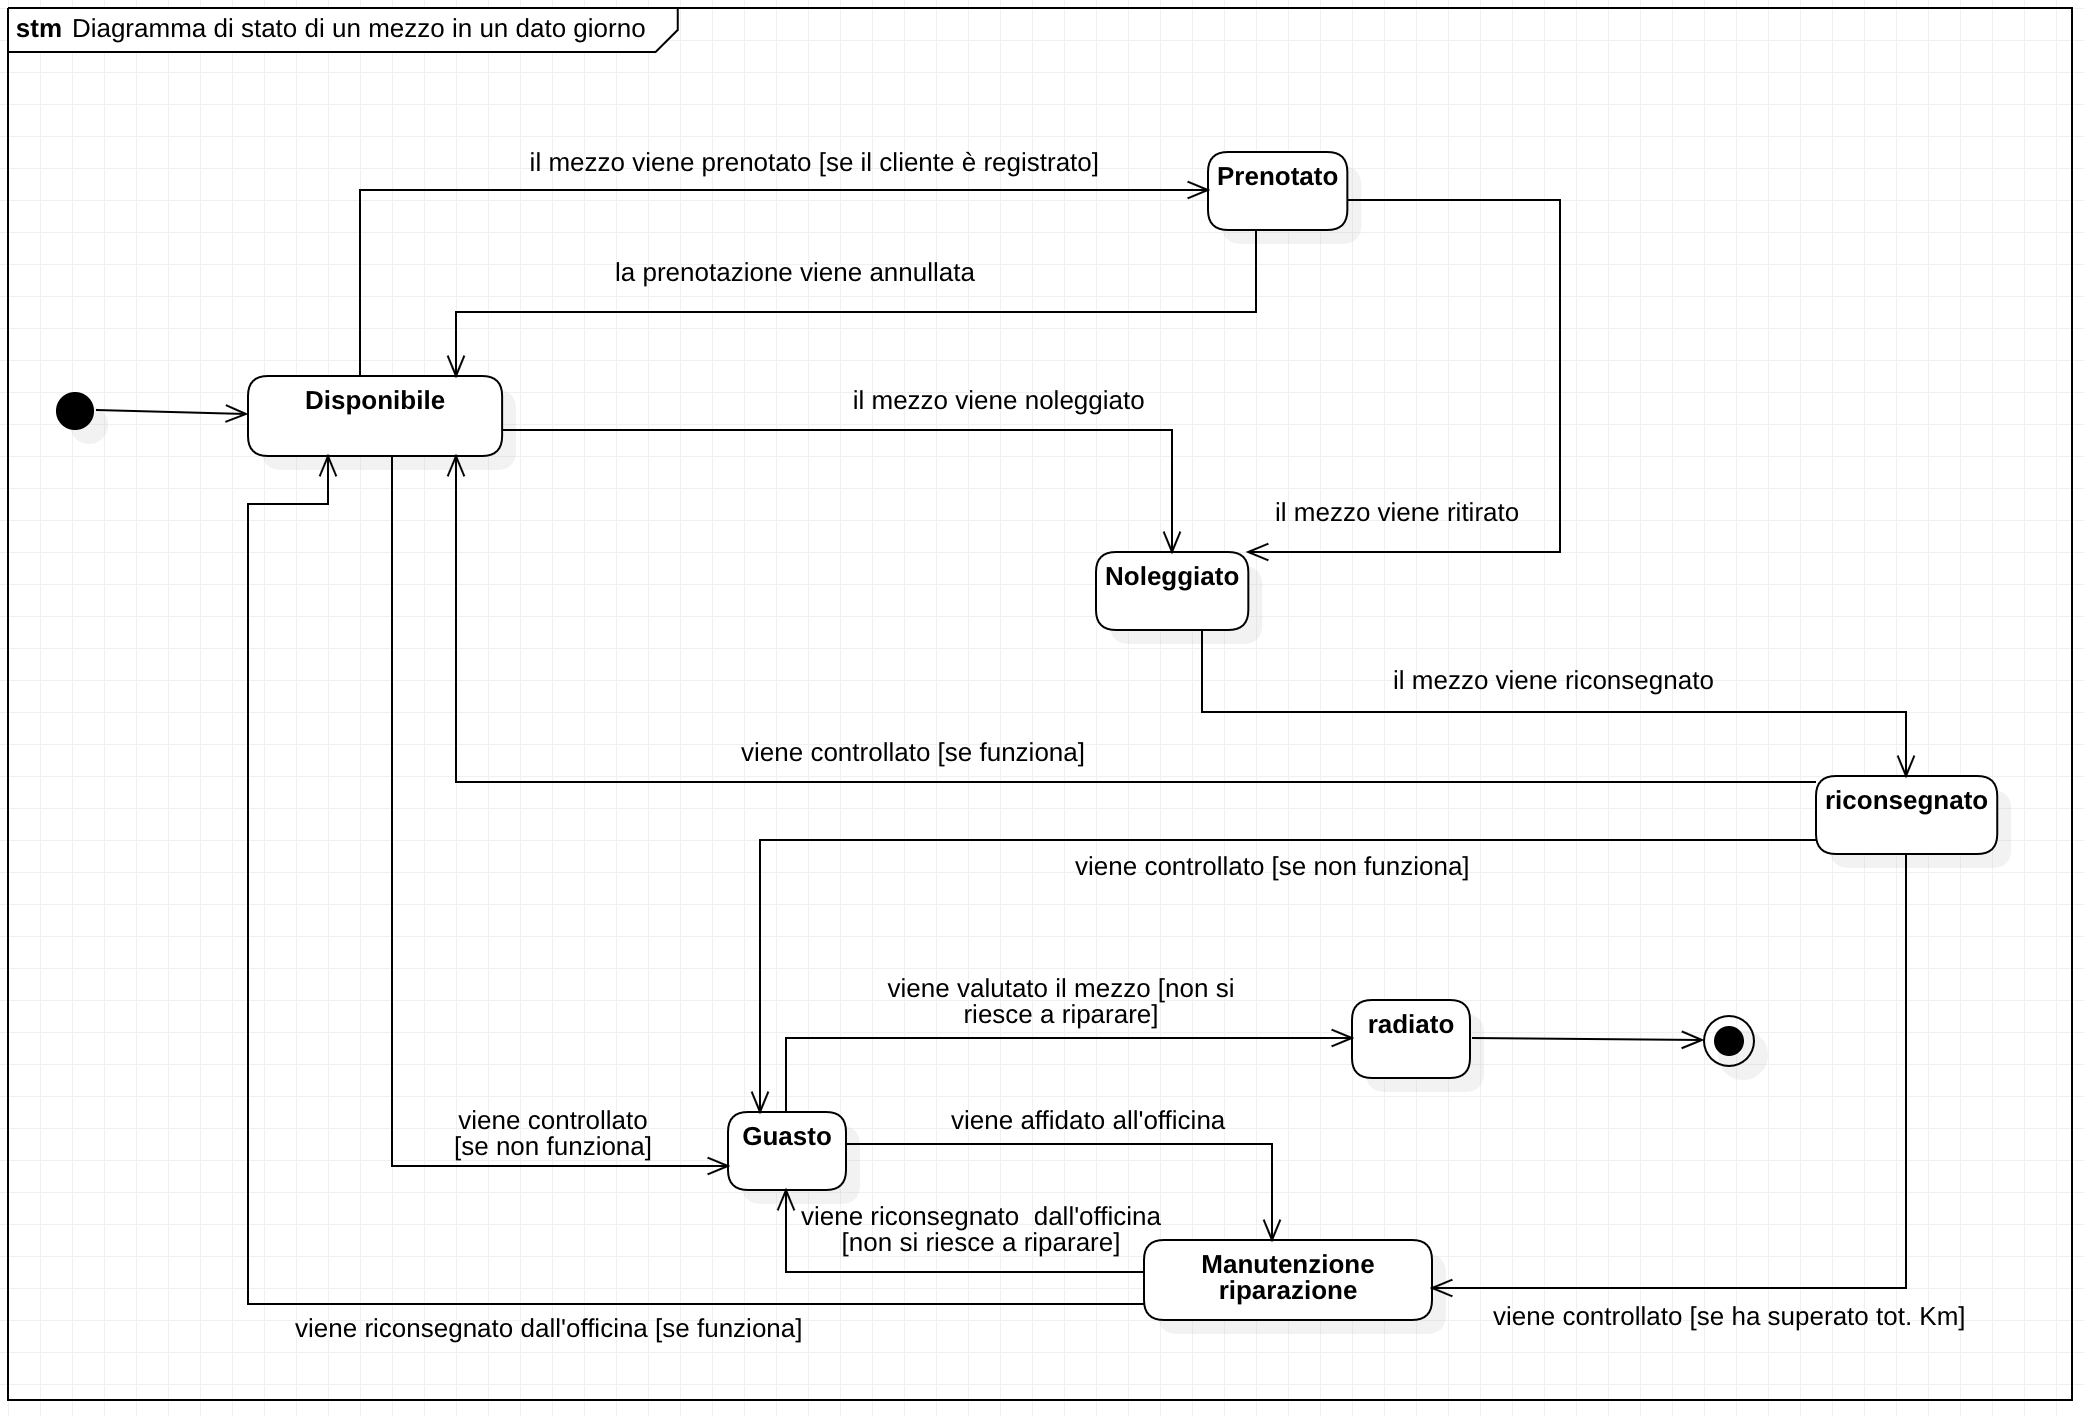 stm Diagramma di stato di un mezzo in un dato giorno
il mezzo viene prenotato [se il cliente è registrato]
Prenotato
la prenotazione viene annullata
Disponibile
il mezzo viene noleggiato
il mezzo viene ritirato
Noleggiato
il mezzo viene riconsegnato
viene controllato [se funziona]
riconsegnato
viene controllato [se non funziona]
viene valutato il mezzo [non si
riesce a riparare]
radiato
viene controllato
[se non funziona]
Guasto
viene affidato all'officina
viene riconsegnato  dall'officina
[non si riesce a riparare]
Manutenzione
riparazione
viene controllato [se ha superato tot. Km]
viene riconsegnato dall'officina [se funziona]